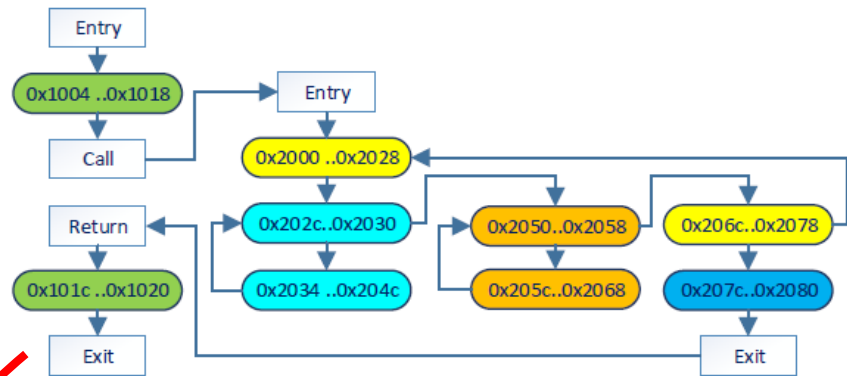 Entry
0x1004 ..0x1018
Call
Return
0x101c ..0x1020
Exit
Entry
0x2000 ..0x2028
0x202c..0x2030
0x2034 ..0x204c
0x2050..0x2058
0x205c..0x2068
0x206c..0x2078
0x207c..0x2080
Exit